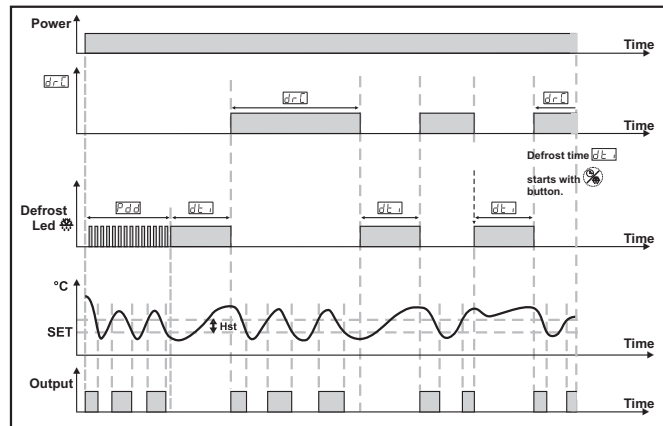 Power
Time
drC
drC
drC
Time
Defrost time dti
starts with
button.
Defrost
Led
Pdd
dti
dti
dti
Time
°C
SET
Hst
Time
Output
Time